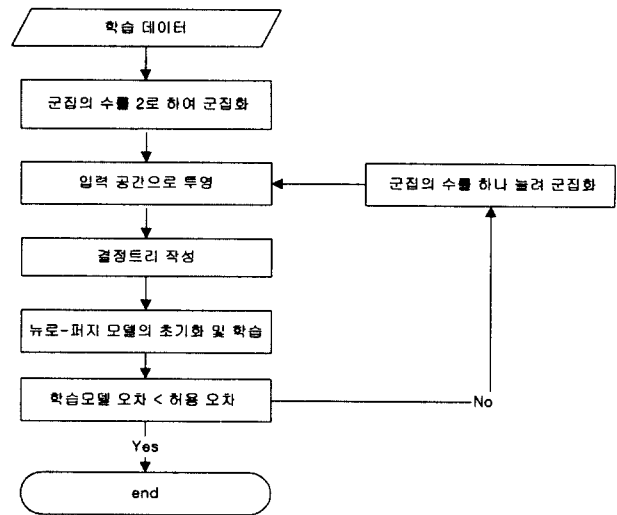 학습 데이터
군집의 수를 2로 하여 군집화
입력 공간으로 투영
군집의 수를 하나 늘려 군집화
결정트리 작성
뉴로-퍼지 모델의 초기화 및 학습
학습모델 오차 < 허용 오차
No
Yes
end